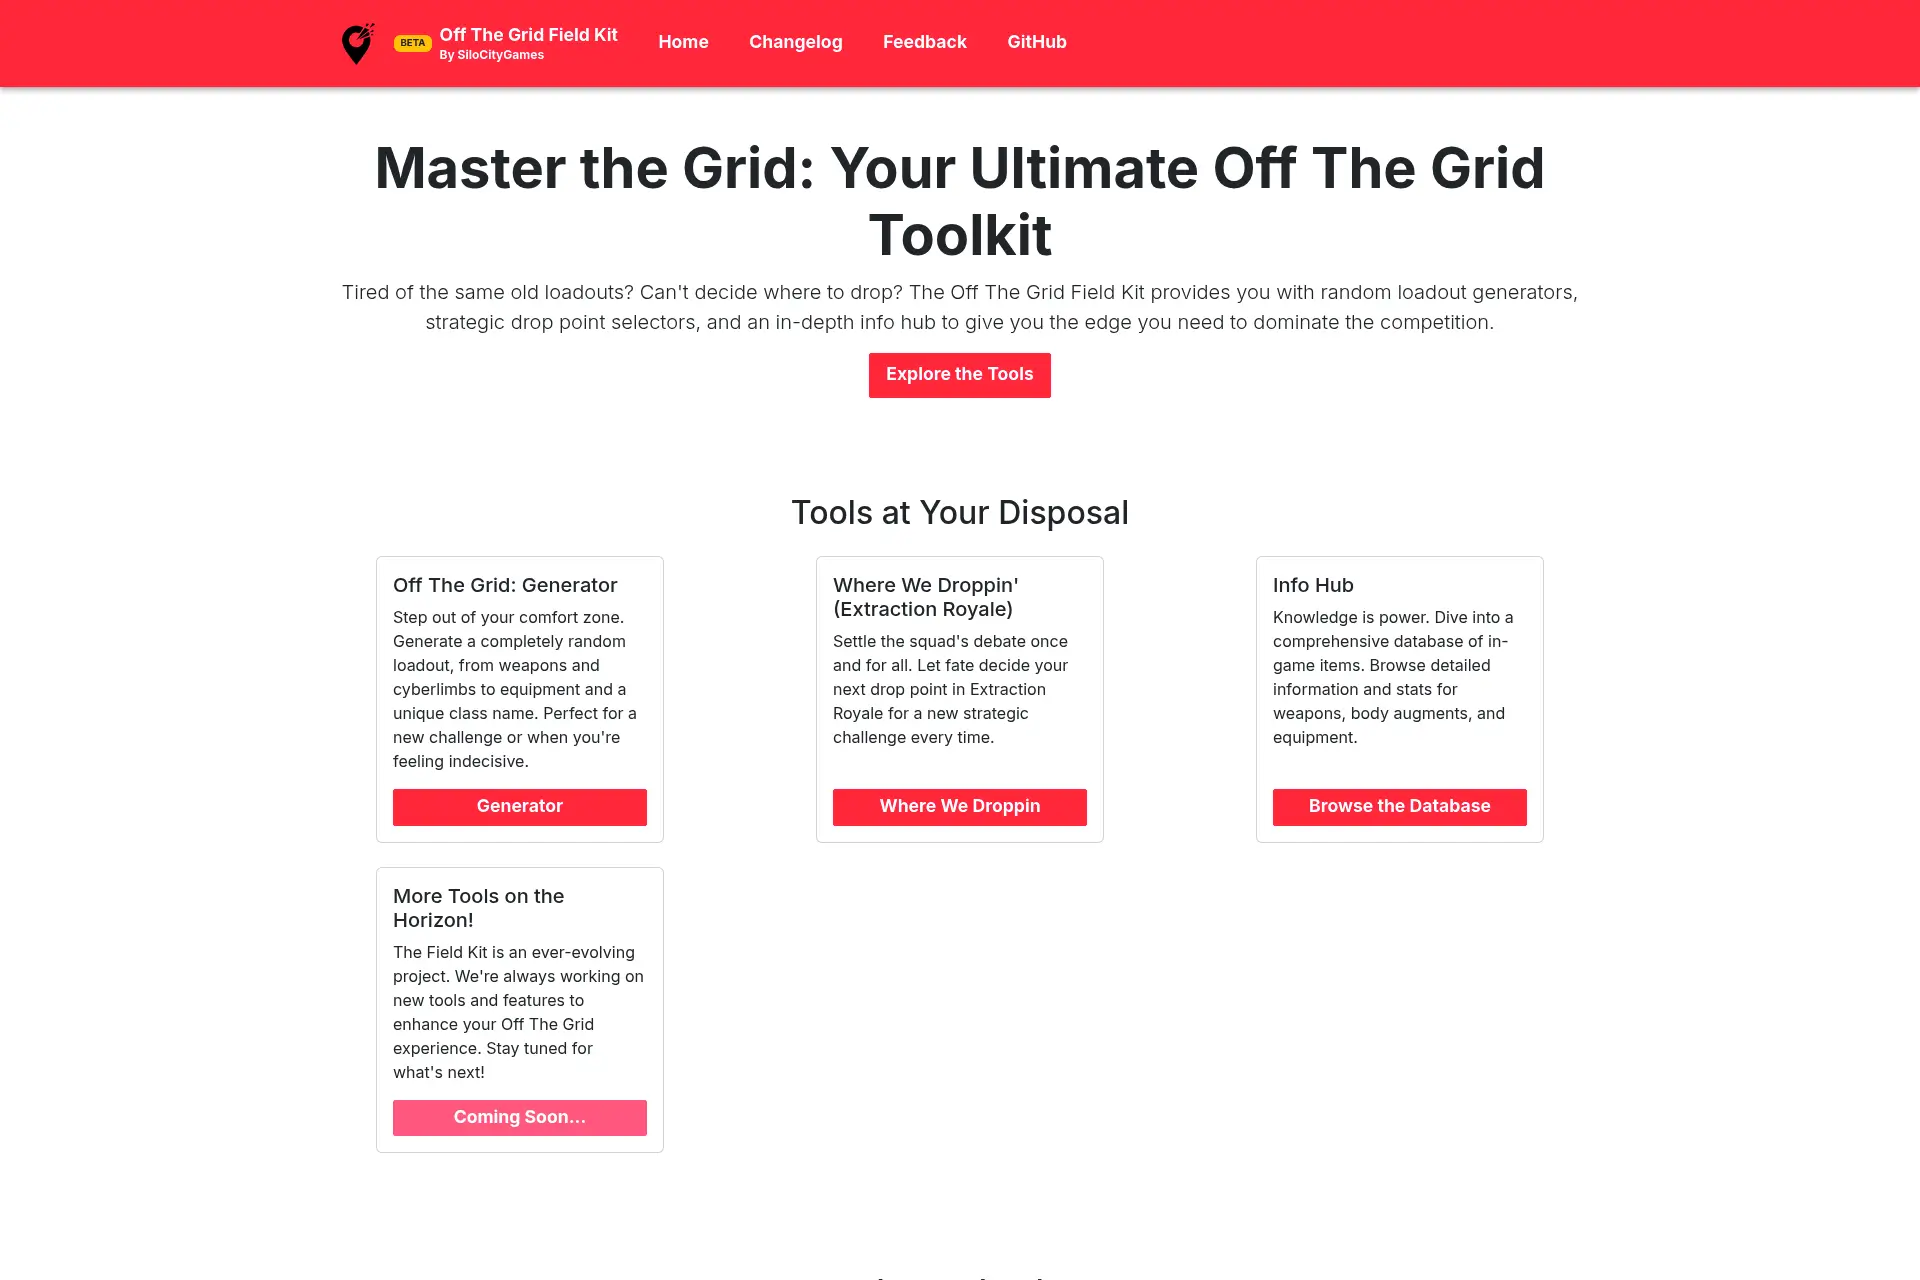 BETA
Off The Grid Field Kit
By SiloCityGames
Home
Changelog
Feedback
GitHub
Master the Grid: Your Ultimate Off The Grid
Toolkit
Tired of the same old loadouts? Can't decide where to drop? The Off The Grid Field Kit provides you with random loadout generators,
strategic drop point selectors, and an in-depth info hub to give you the edge you need to dominate the competition.
Explore the Tools
Tools at Your Disposal
Off The Grid: Generator
Step out of your comfort zone.
Generate a completely random
loadout, from weapons and
cyberlimbs to equipment and a
unique class name. Perfect for a
new challenge or when you're
feeling indecisive.
Generator
Where We Droppin'
(Extraction Royale)
Settle the squad's debate once
and for all. Let fate decide your
next drop point in Extraction
Royale for a new strategic
challenge every time.
Where We Droppin
Info Hub
Knowledge is power. Dive into a
comprehensive database of in-
game items. Browse detailed
information and stats for
weapons, body augments, and
equipment.
Browse the Database
More Tools on the
Horizon!
The Field Kit is an ever-evolving
project. We're always working on
new tools and features to
enhance your Off The Grid
experience. Stay tuned for
what's next!
Coming Soon...